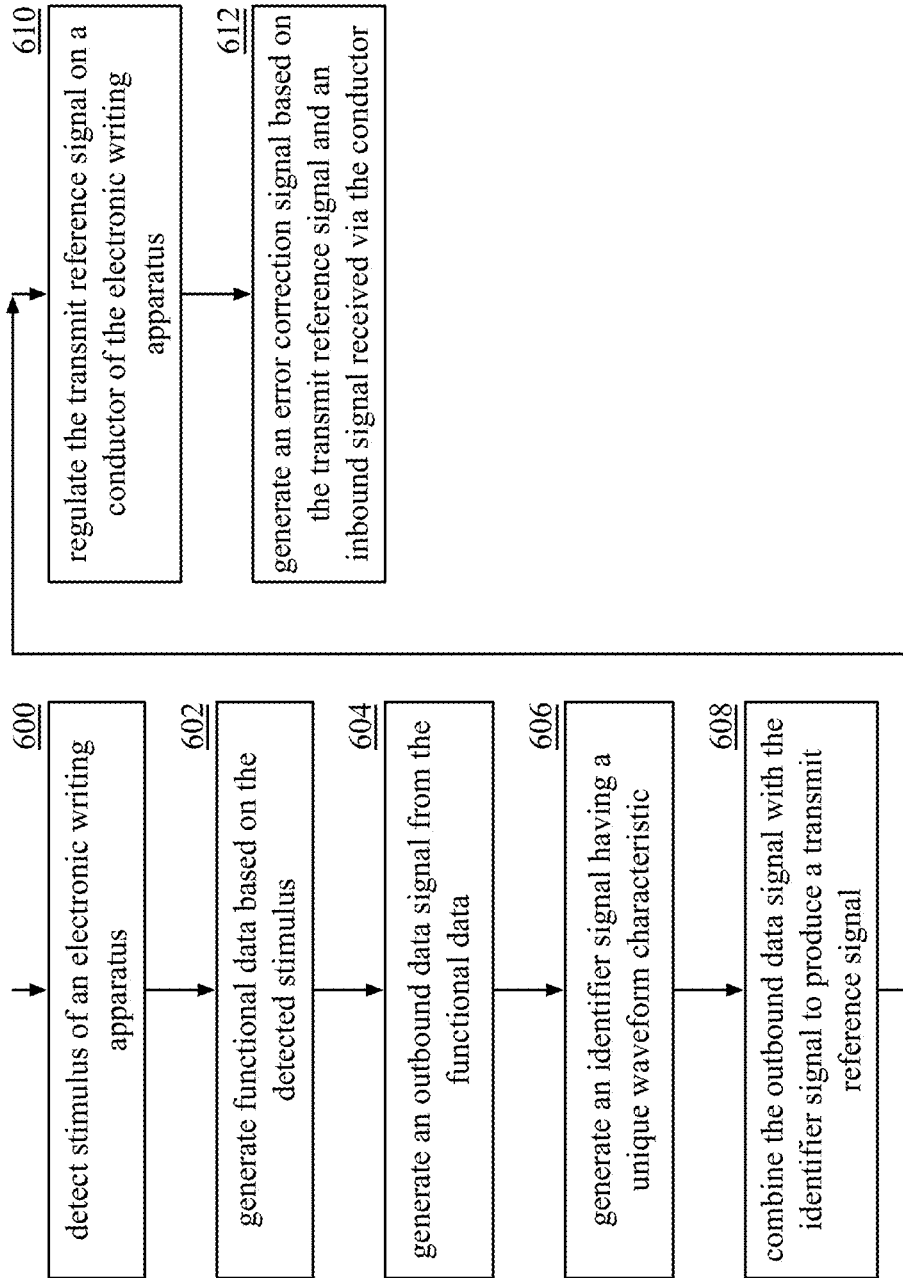 600
detect stimulus of an electronic writing
apparatus
602
generate functional data based on the
detected stimulus
604
generate an outbound data signal from the
functional data
606
generate an identifier signal having a
unique waveform characteristic
608
combine the outbound data signal with the
identifier signal to produce a transmit
reference signal
610
regulate the transmit reference signal on a
conductor of the electronic writing
apparatus
612
generate an error correction signal based on
the transmit reference signal and an
inbound signal received via the conductor